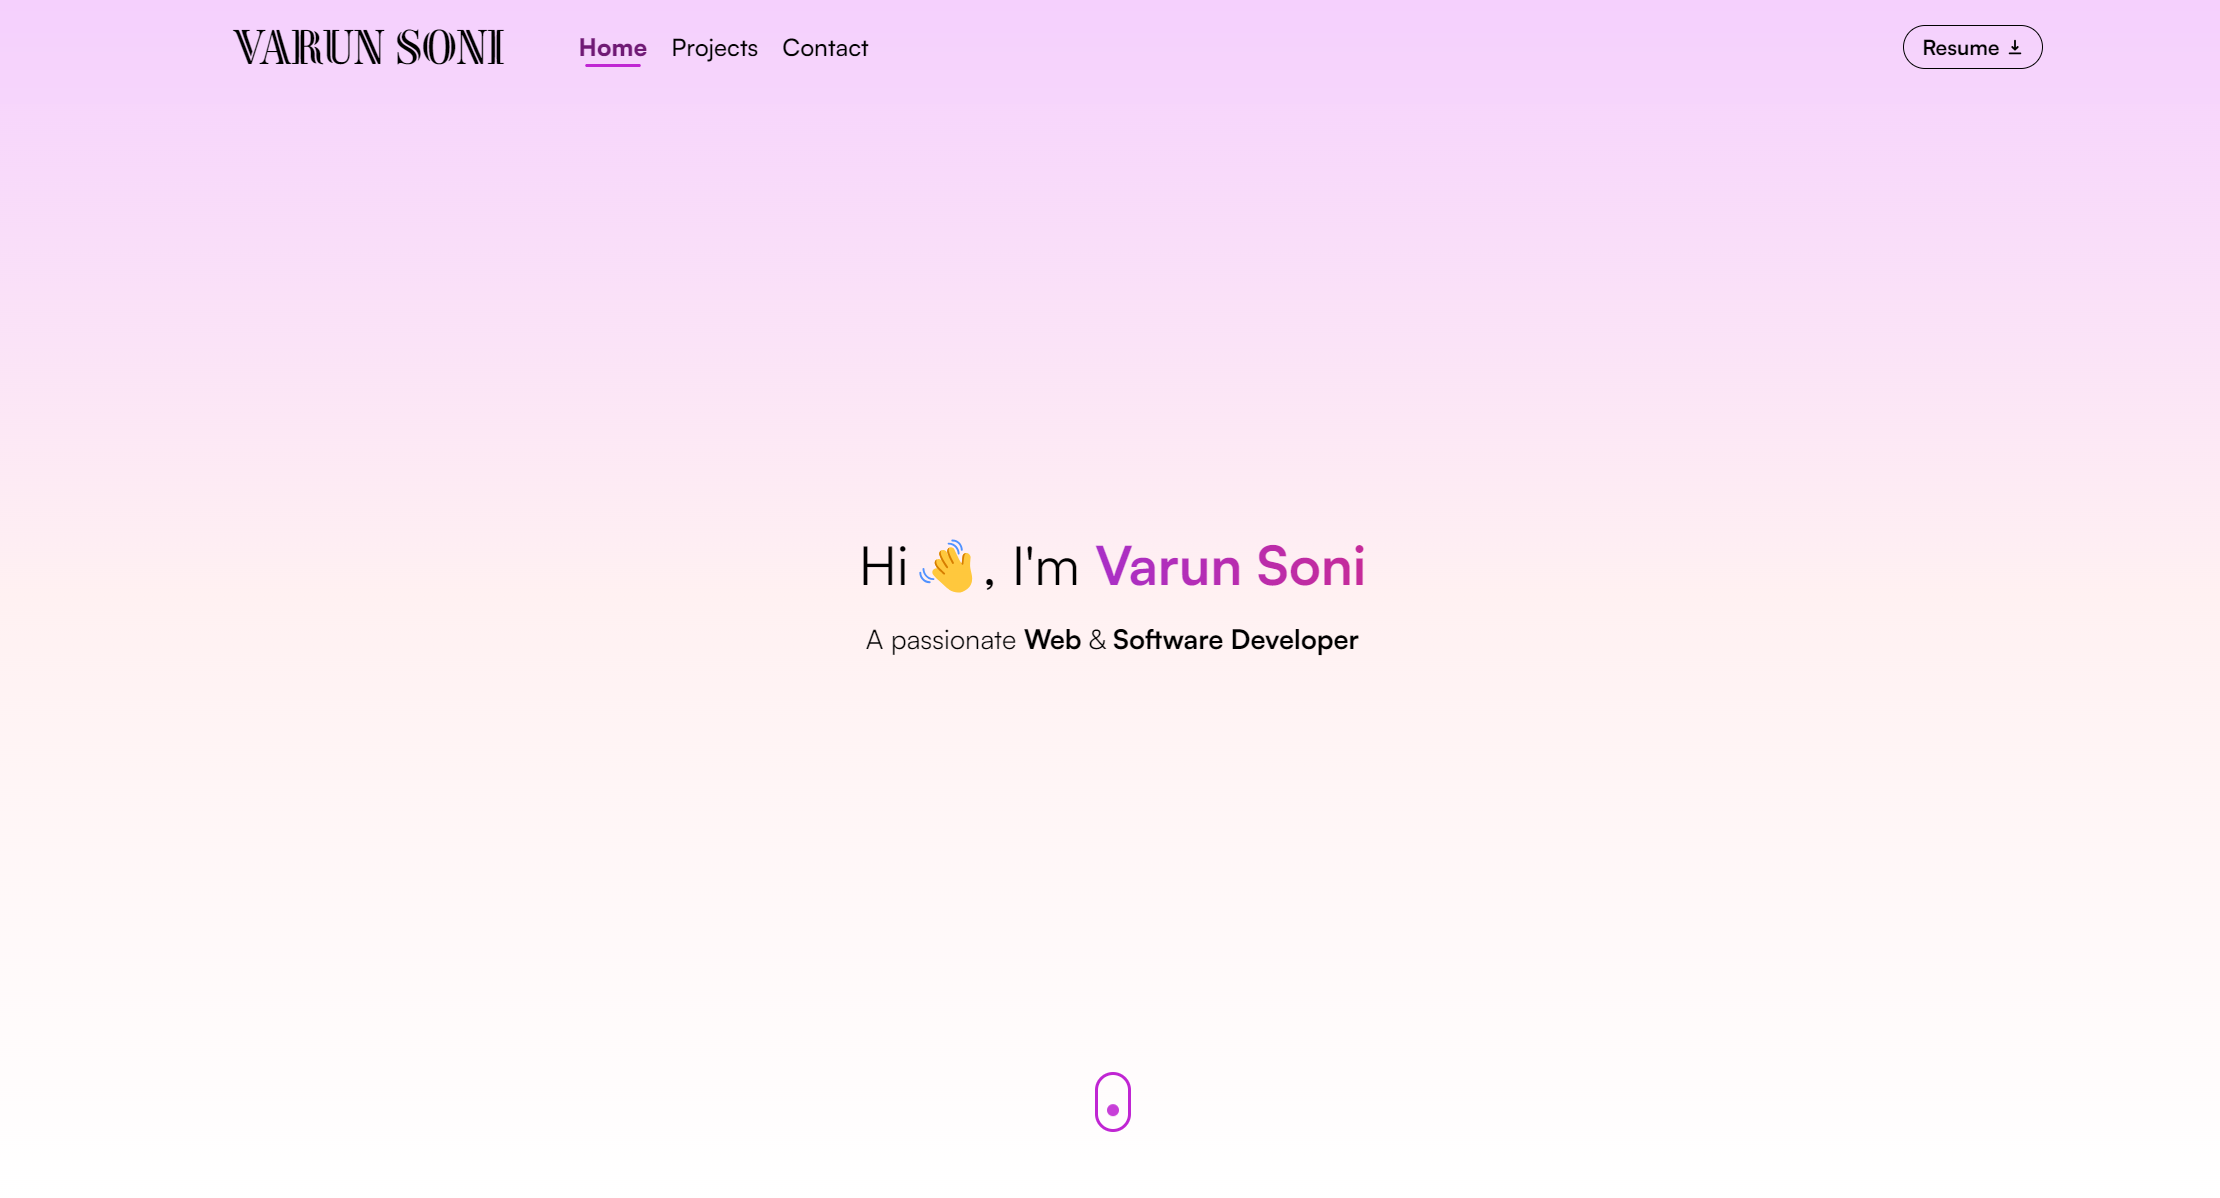 VARUN SONI
Home Projects Contact
Resume
Hi 👋, I'm Varun Soni
A passionate Web & Software Developer